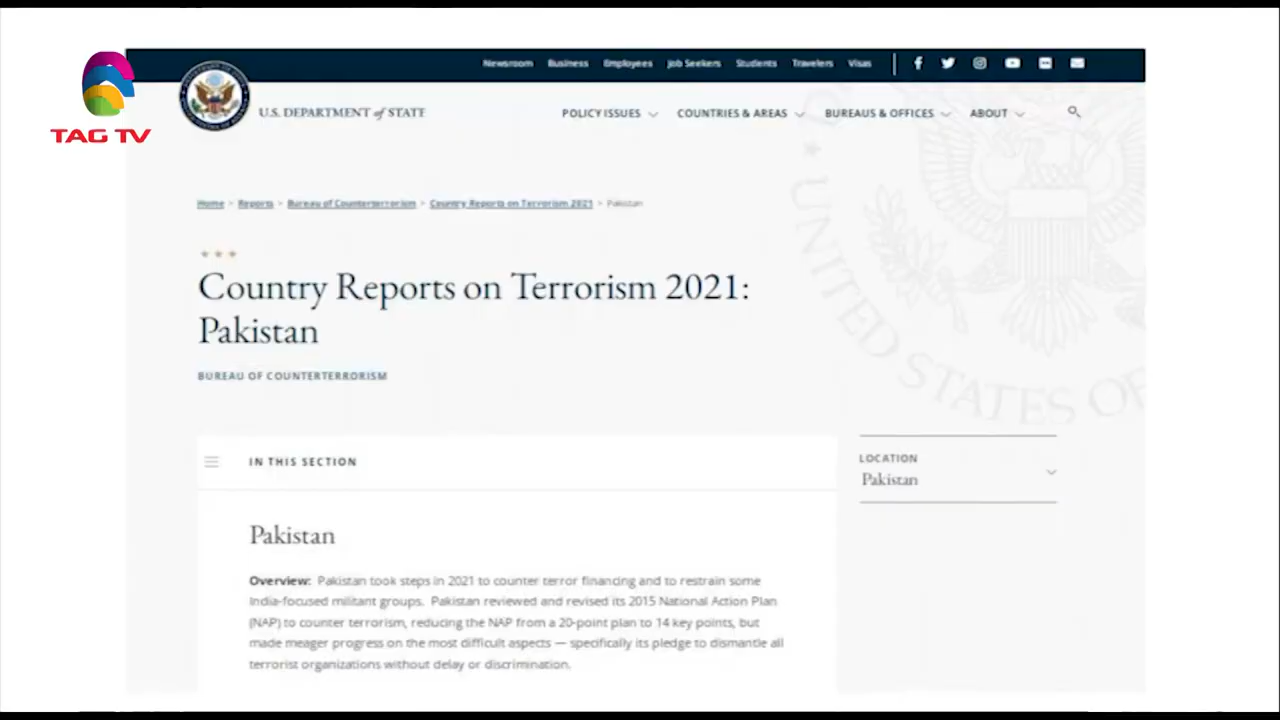 TAG TV
Newsroom Business Employees Job Seekers Students Travelers Visas
U.S. DEPARTMENT of STATE
POLICY ISSUES COUNTRIES & AREAS BUREAUS & OFFICES ABOUT
Home > Reports > Bureau of Counterterrorism > Country Reports on Terrorism 2021 > Pakistan
Country Reports on Terrorism 2021:
Pakistan
BUREAU OF COUNTERTERRORISM
UNITED STATES OF
IN THIS SECTION
LOCATION
Pakistan
Pakistan
Overview: Pakistan took steps in 2021 to counter terror financing and to restrain some
India-focused militant groups. Pakistan reviewed and revised its 2015 National Action Plan
(NAP) to counter terrorism, reducing the NAP from a 20-point plan to 14 key points, but
made meager progress on the most difficult aspects — specifically its pledge to dismantle all
terrorist organizations without delay or discrimination.